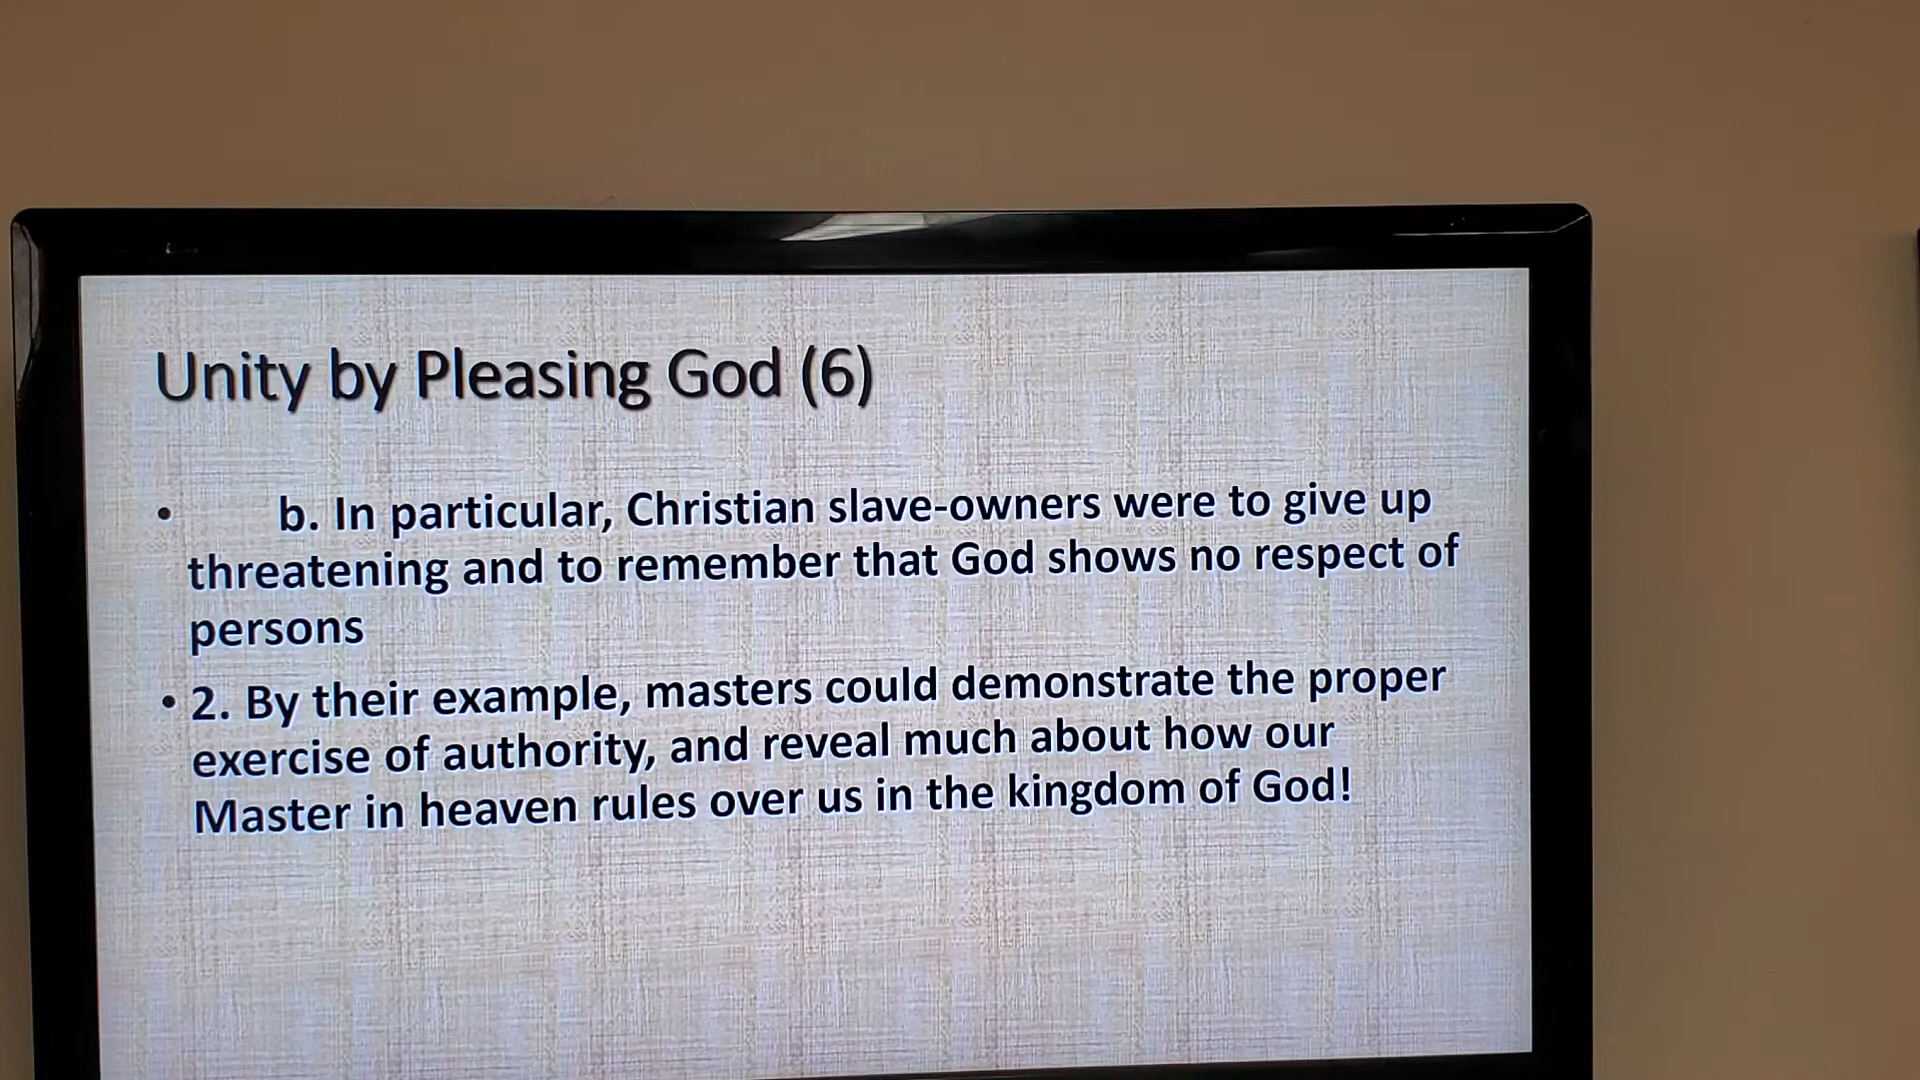 Unity by Pleasing God (6)
• b. In particular, Christian slave-owners were to give up
threatening and to remember that God shows no respect of
persons
• 2. By their example, masters could demonstrate the proper
exercise of authority, and reveal much about how our
Master in heaven rules over us in the kingdom of God!